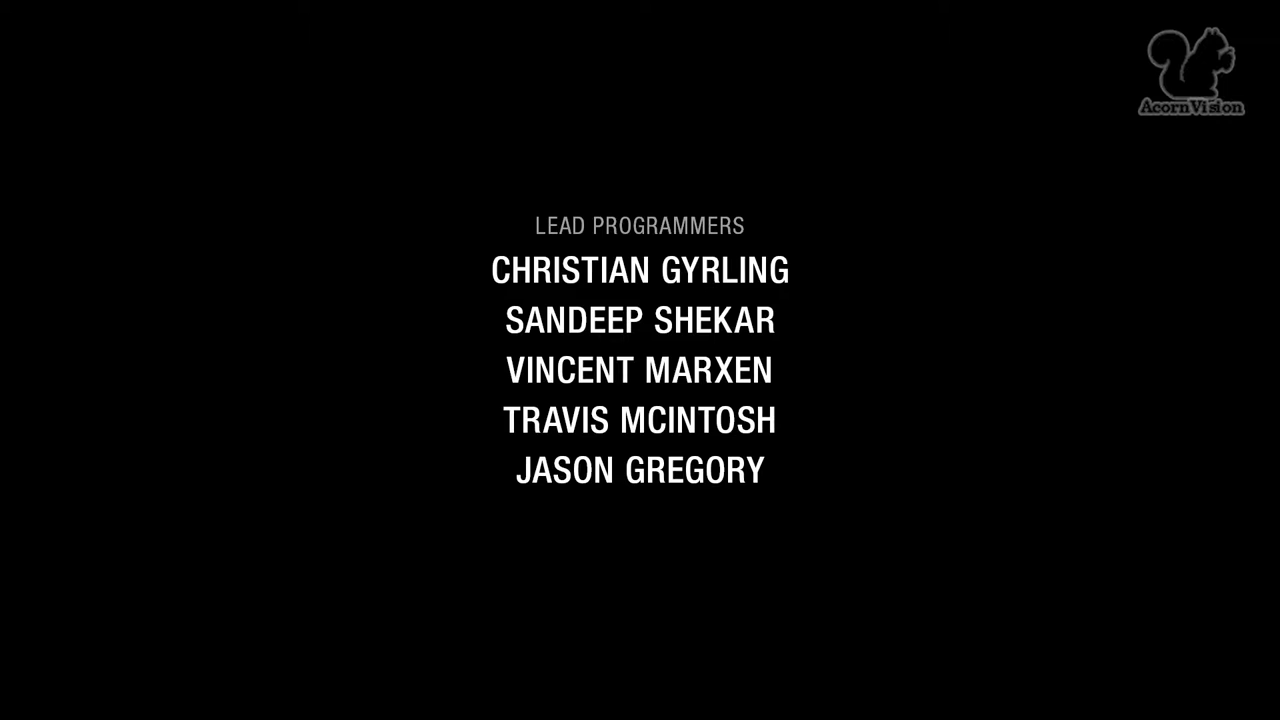 AcornVision
LEAD PROGRAMMERS
CHRISTIAN GYRLING
SANDEEP SHEKAR
VINCENT MARXEN
TRAVIS MCINTOSH
JASON GREGORY